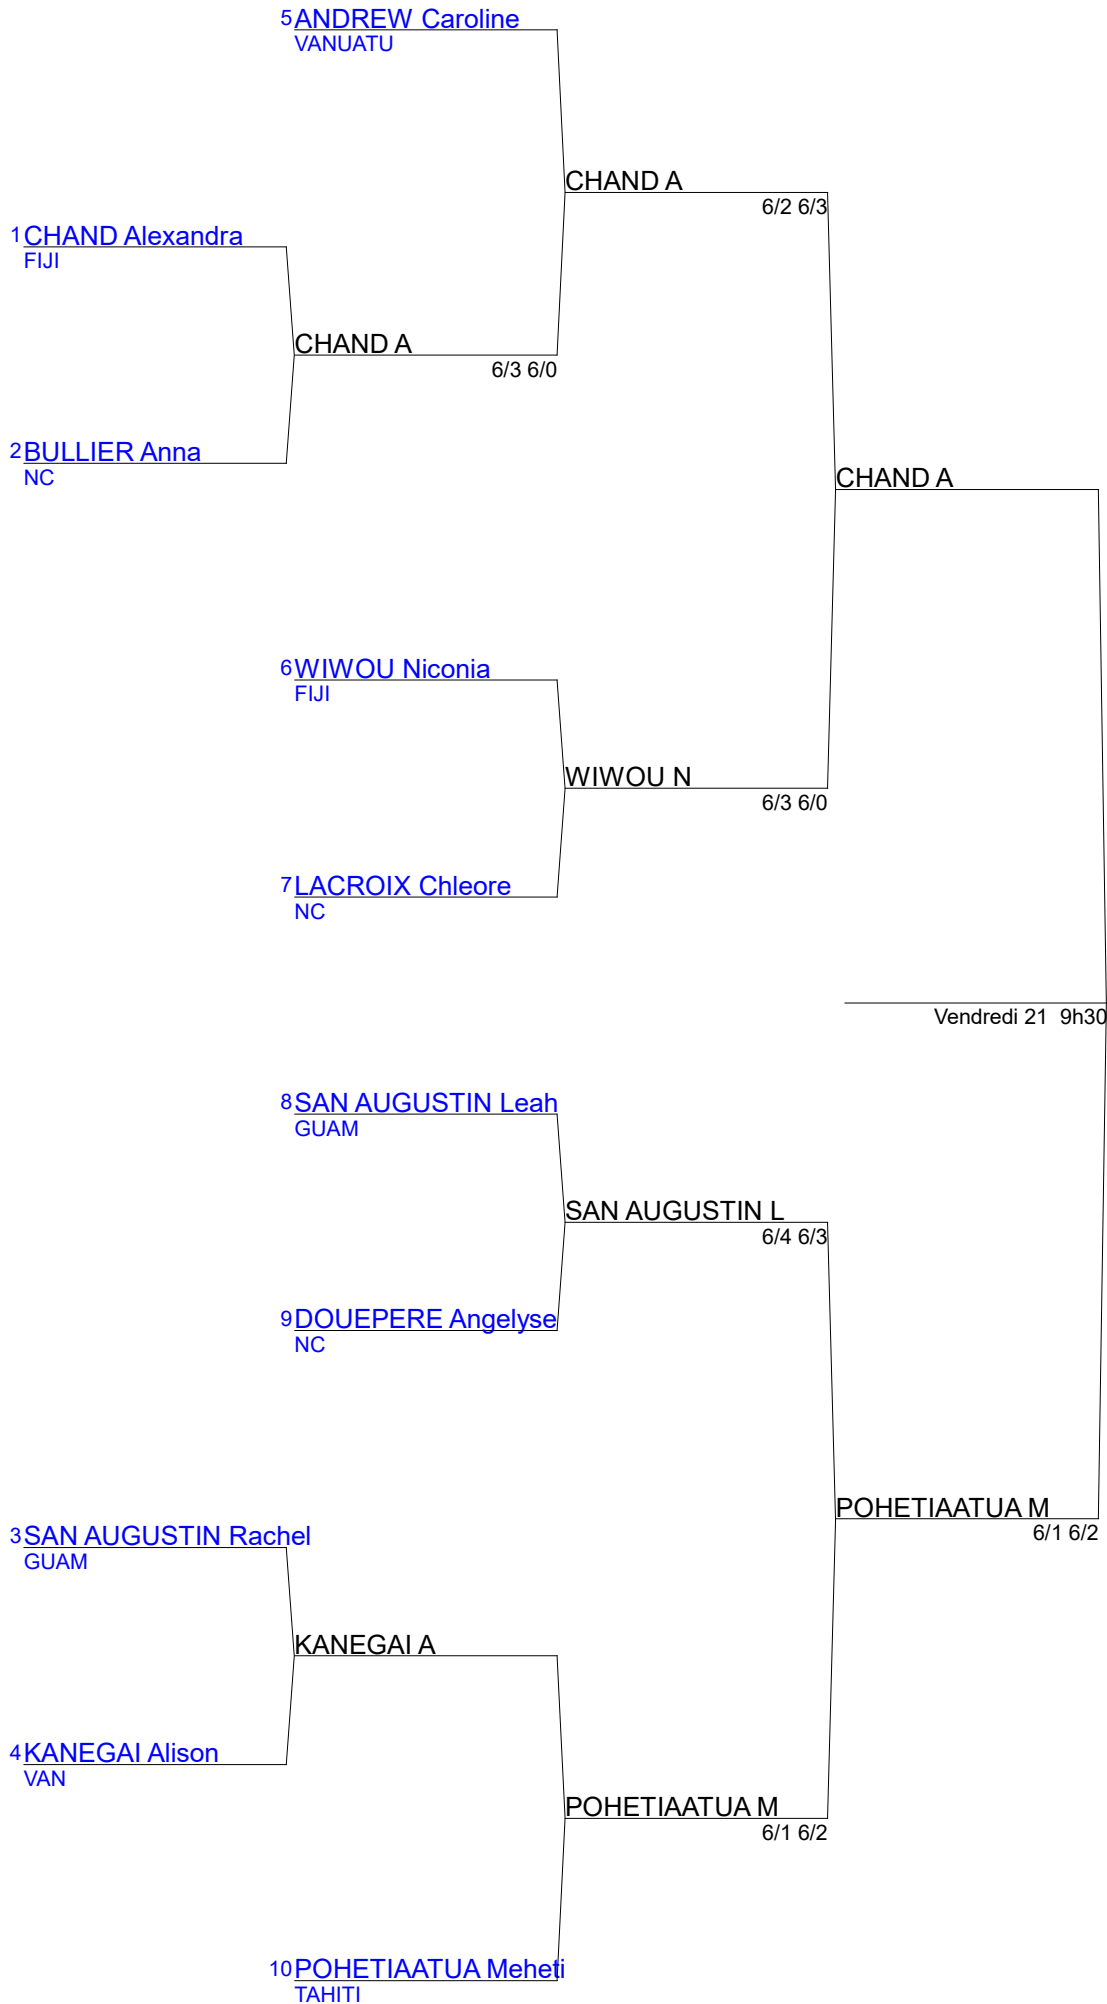 5 ANDREW Caroline
VANUATU
CHAND A
6/2 6/3
1 CHAND Alexandra
FIJI
CHAND A
6/3 6/0
2 BULLIER Anna
NC
CHAND A
6 WIWOU Niconia
FIJI
WIWOU N
6/3 6/0
7 LACROIX Chleore
NC
Vendredi 21 9h30
8 SAN AUGUSTIN Leah
GUAM
SAN AUGUSTIN L
6/4 6/3
9 DOUEPERE Angelyse
NC
POHETIAATUA M
6/1 6/2
3 SAN AUGUSTIN Rachel
GUAM
KANEGAI A
4 KANEGAI Alison
VAN
POHETIAATUA M
6/1 6/2
10 POHETIAATUA Meheti
TAHITI